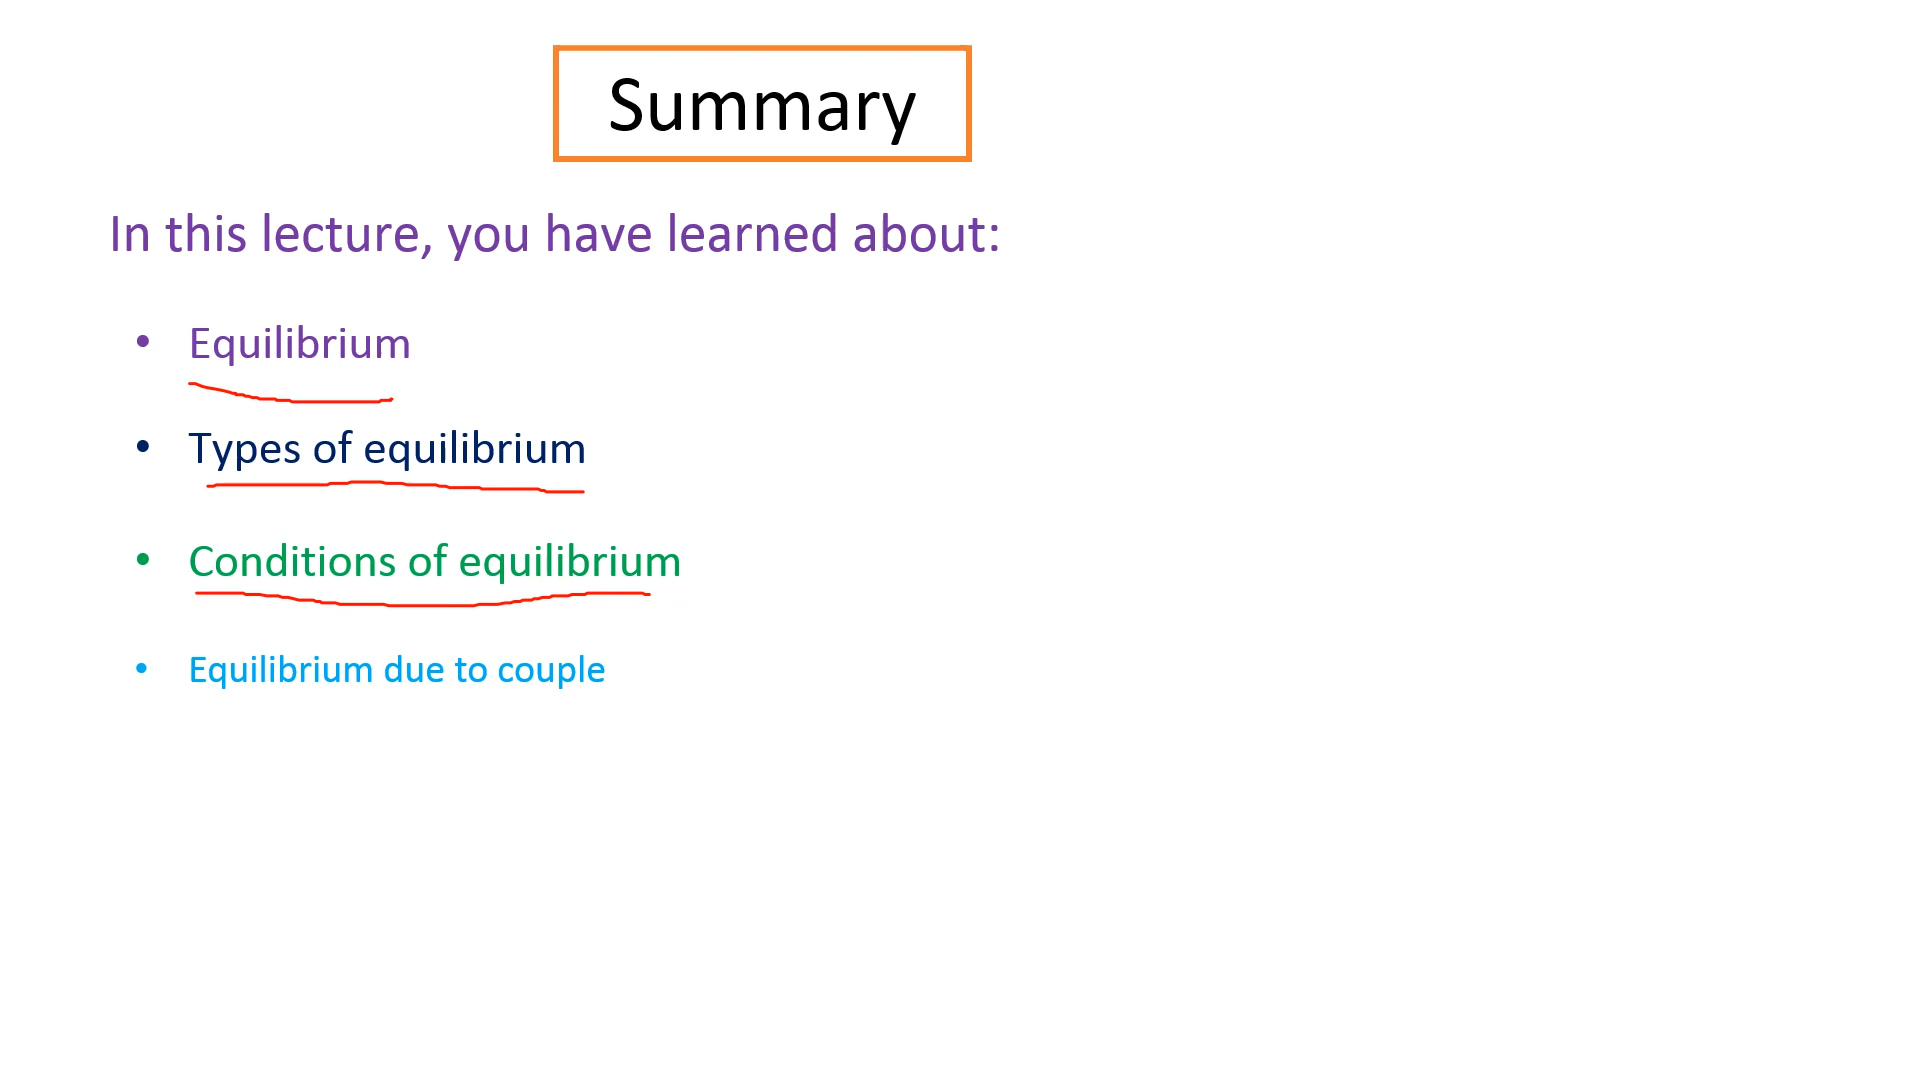 Summary
In this lecture, you have learned about:
• Equilibrium
• Types of equilibrium
• Conditions of equilibrium
• Equilibrium due to couple